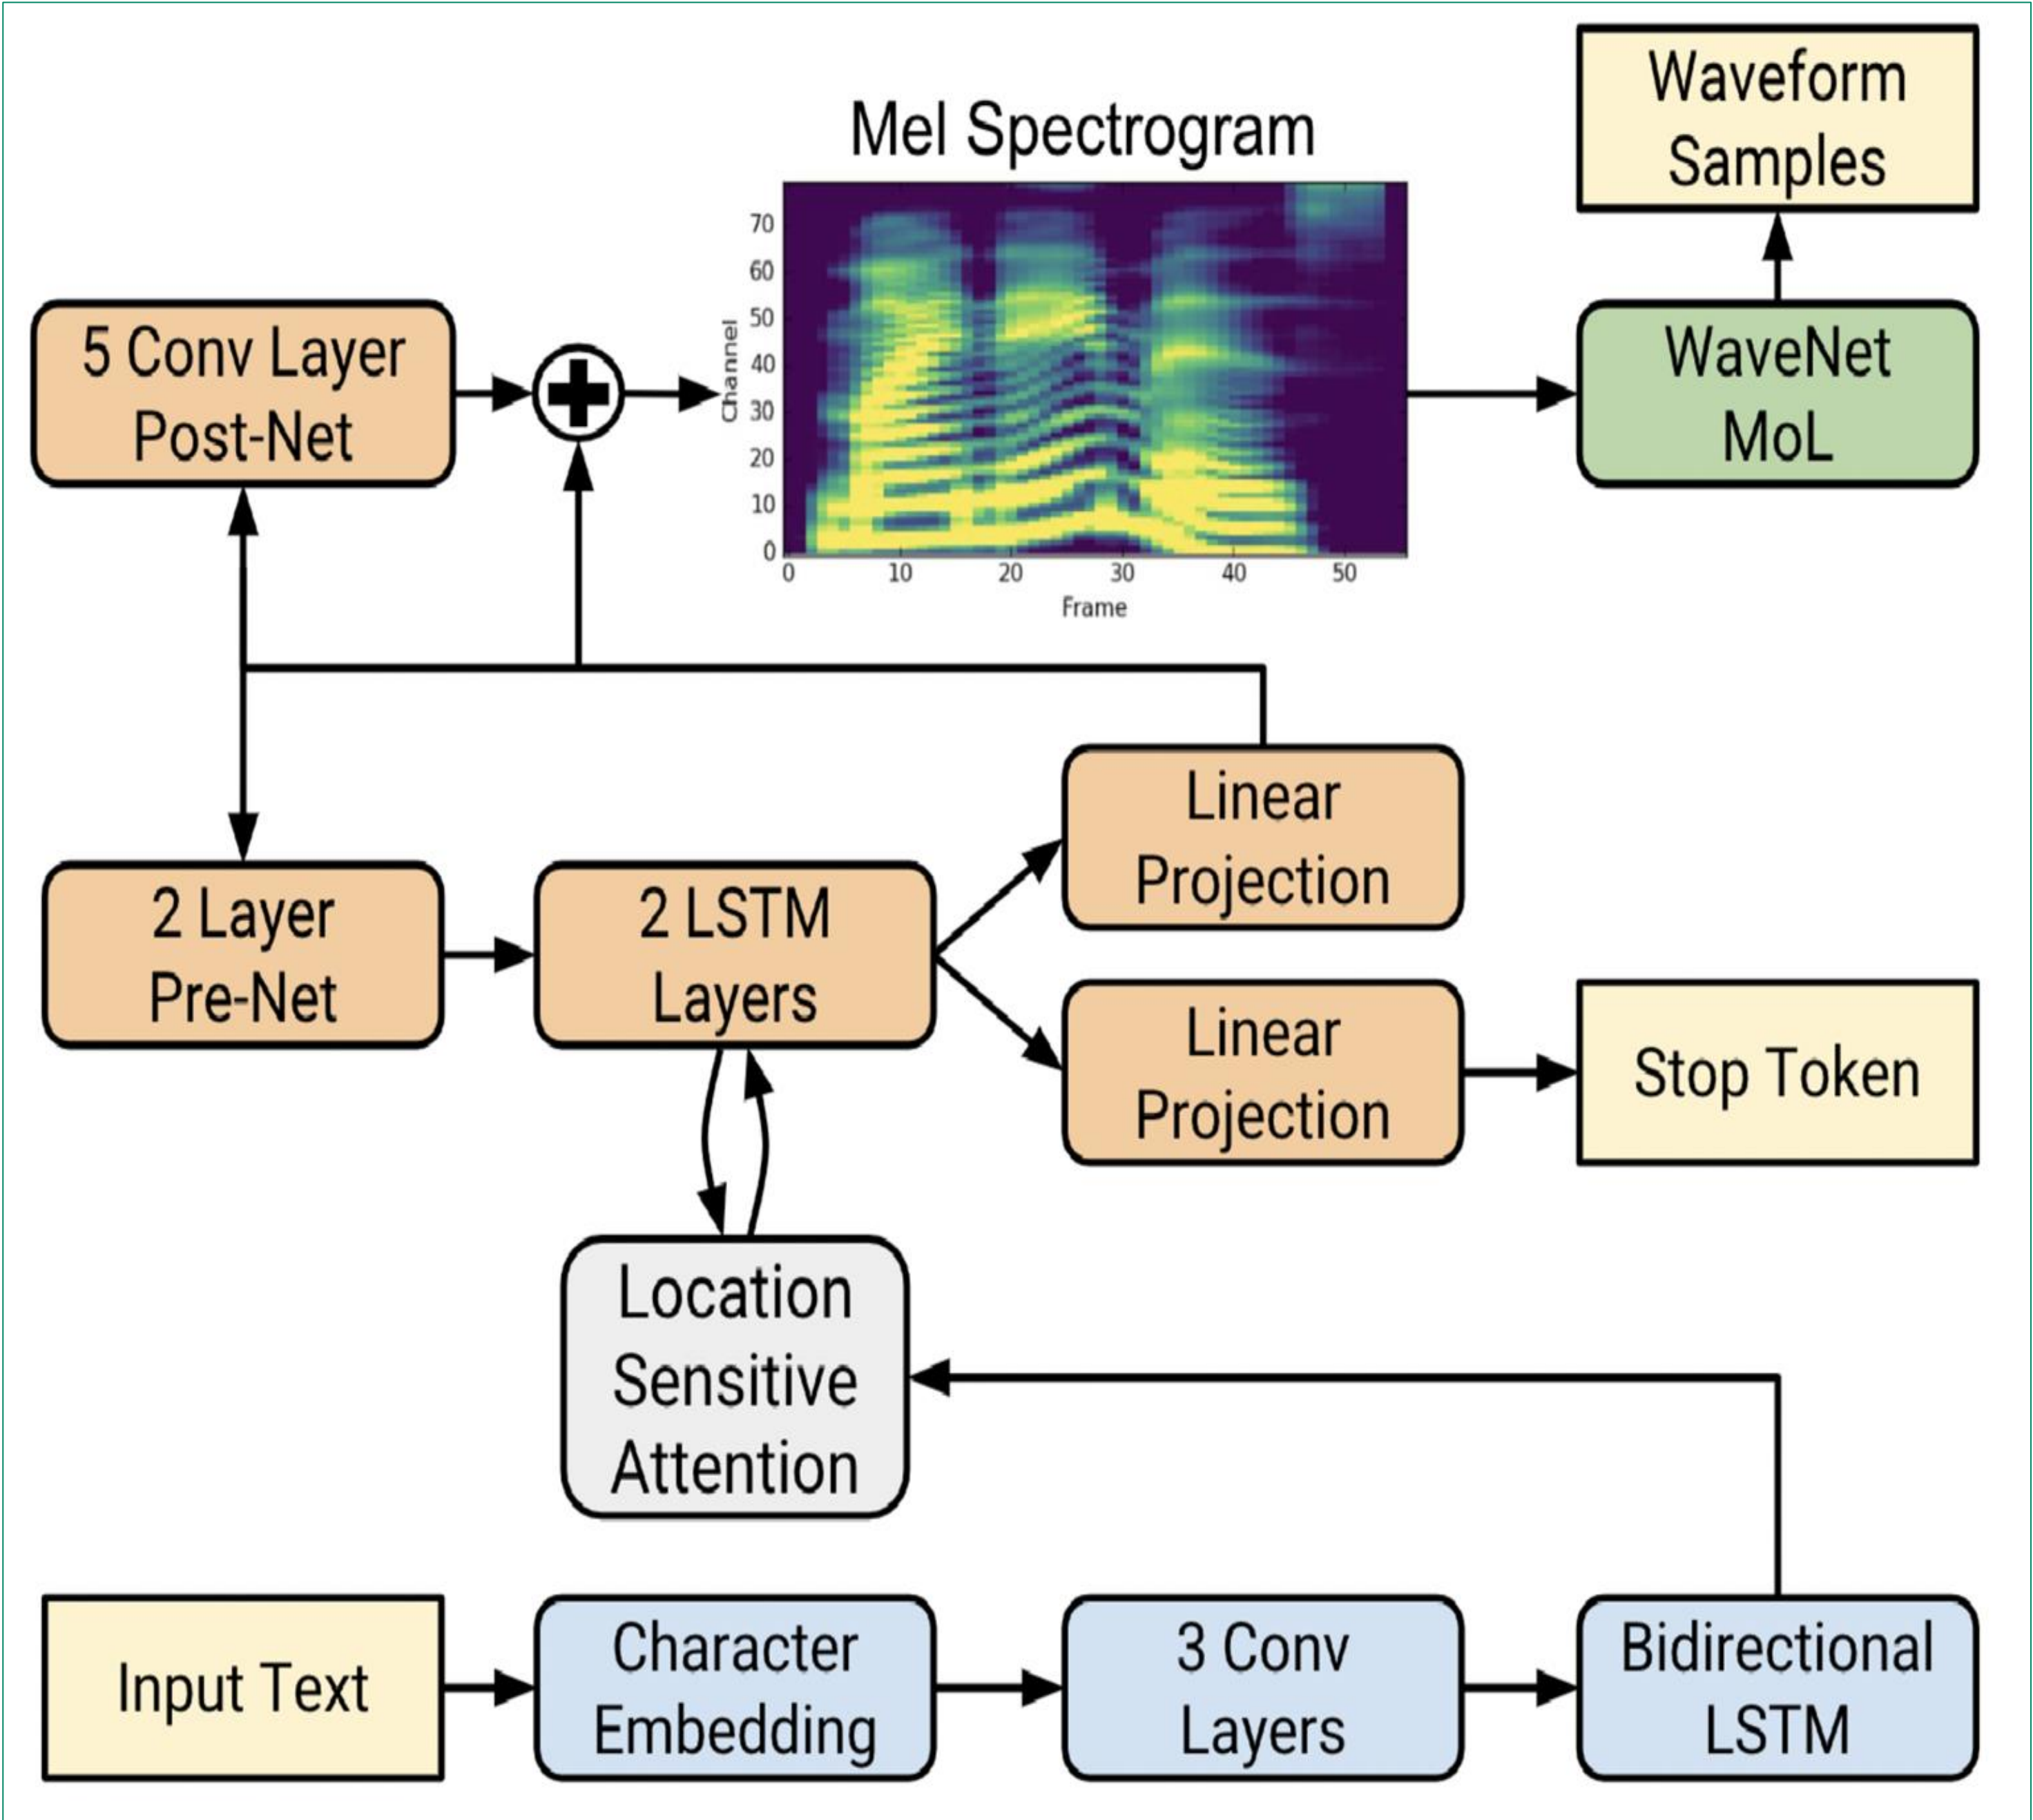 Waveform
Samples
Mel Spectrogram
70
60
50
40
30
20
10
0
Channel
0 10 20 30 40 50
Frame
5 Conv Layer
Post-Net
WaveNet
MoL
Linear
Projection
2 Layer
Pre-Net
2 LSTM
Layers
Linear
Projection
Stop Token
Location
Sensitive
Attention
Input Text
Character
Embedding
3 Conv
Layers
Bidirectional
LSTM